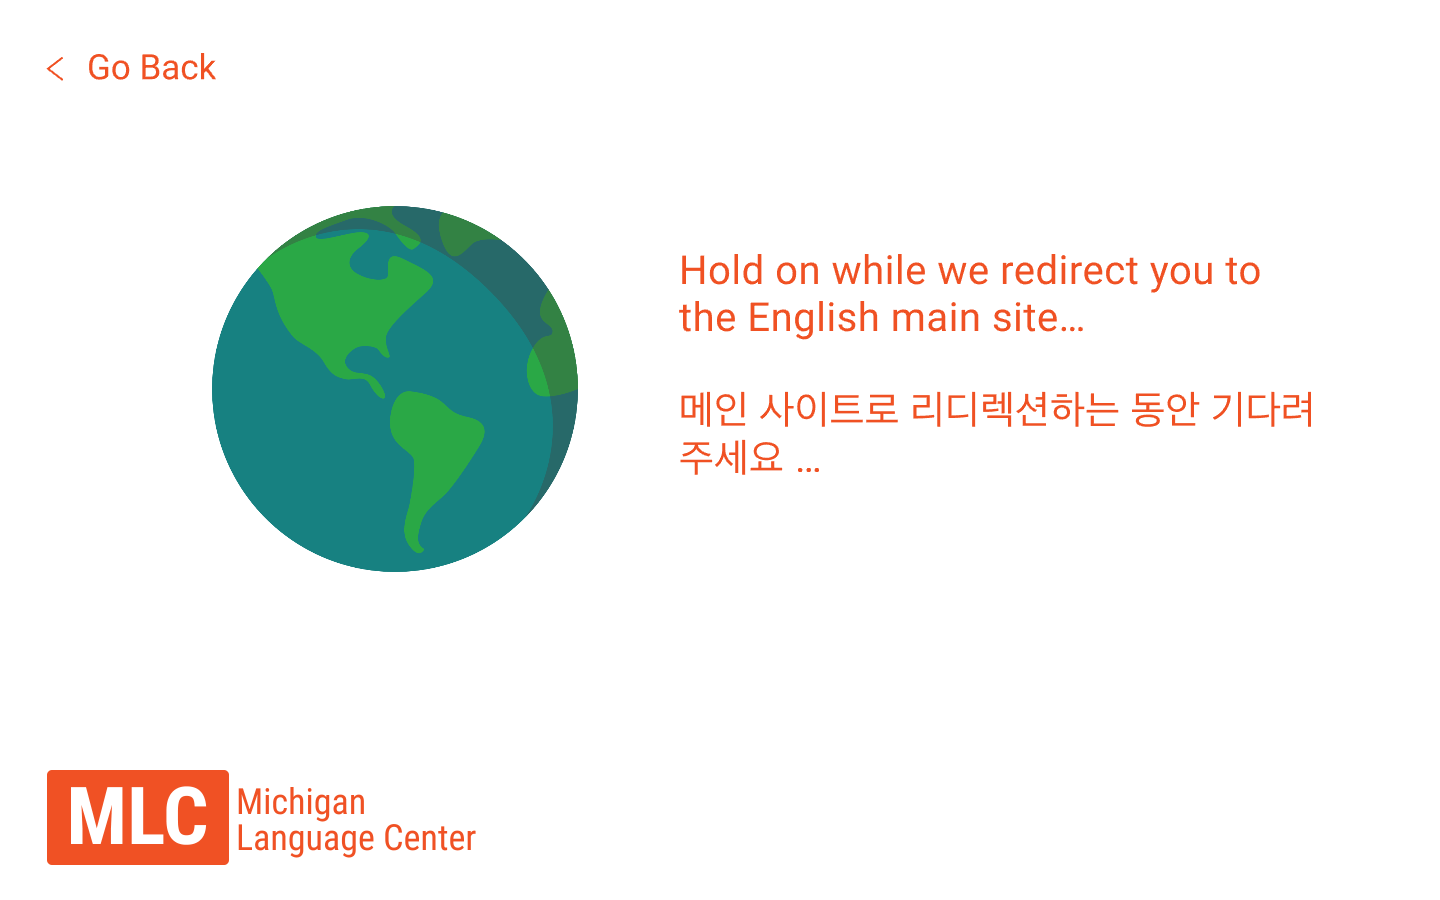 Go Back
Hold on while we redirect you to
the English main site...
메인 사이트로 리디렉션하는 동안 기다려
주세요 ...
MLC
Michigan
Language Center